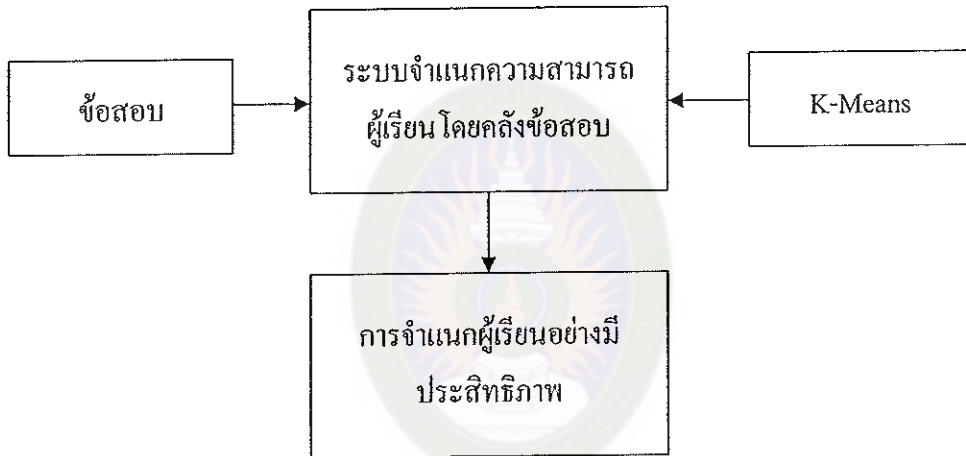 ข้อสอบ
ระบบจำแนกความสามารถ
ผู้เรียนโดยคลังข้อสอบ
K-Means
การจำแนกผู้เรียนอย่างมี
ประสิทธิภาพ